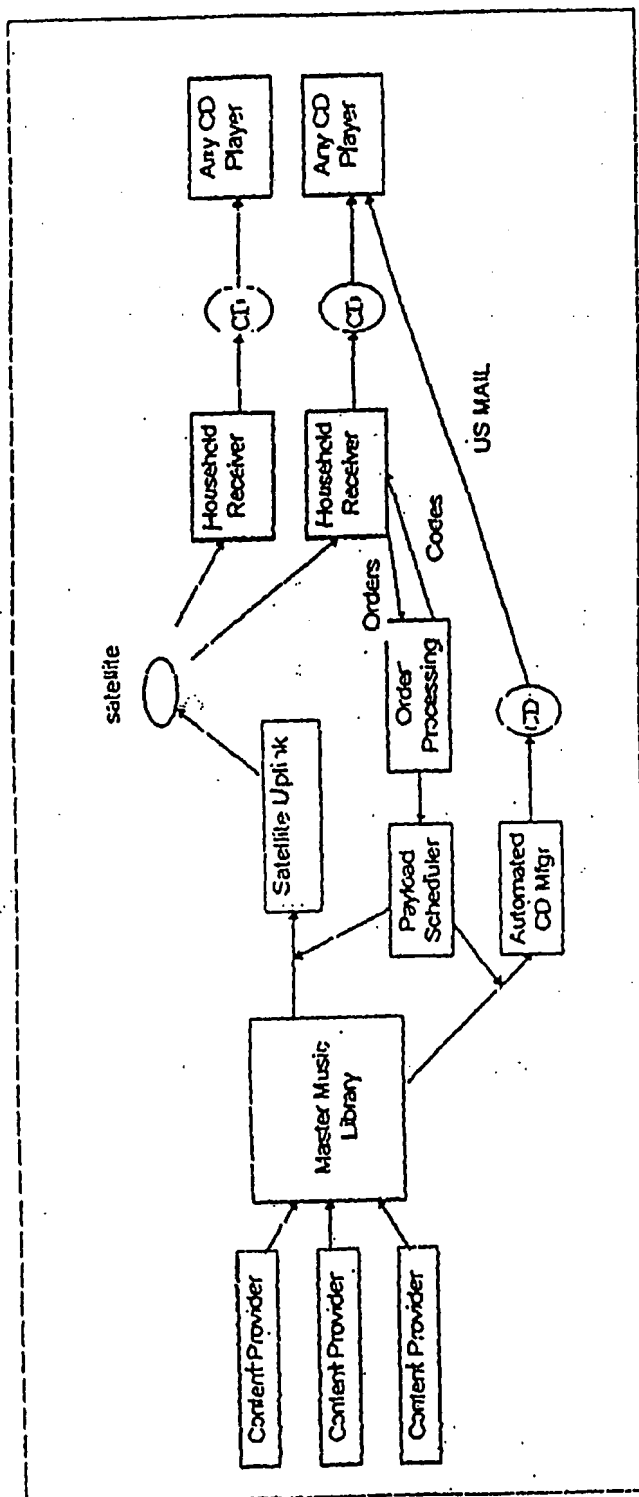 Content Provider
Content Provider
Content Provider
Master Music
Library
Satellite Uplink
satellite
Payload
Scheduler
Order
Processing
Orders
Codes
Automated
CD Mfgr
CD
US MAIL
Household
Receiver
Household
Receiver
CD
CD
Any CD
Player
Any CD
Player